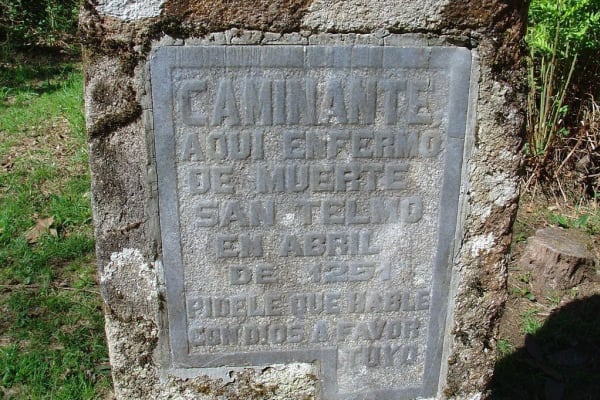 CAMINANTE
AQUI ENFERMO
DE MUERTE
SAN TELMO
EN ABRIL
DE 1251
PIDELE QUE HABLE
CON DIOS A FAVOR
TUYO